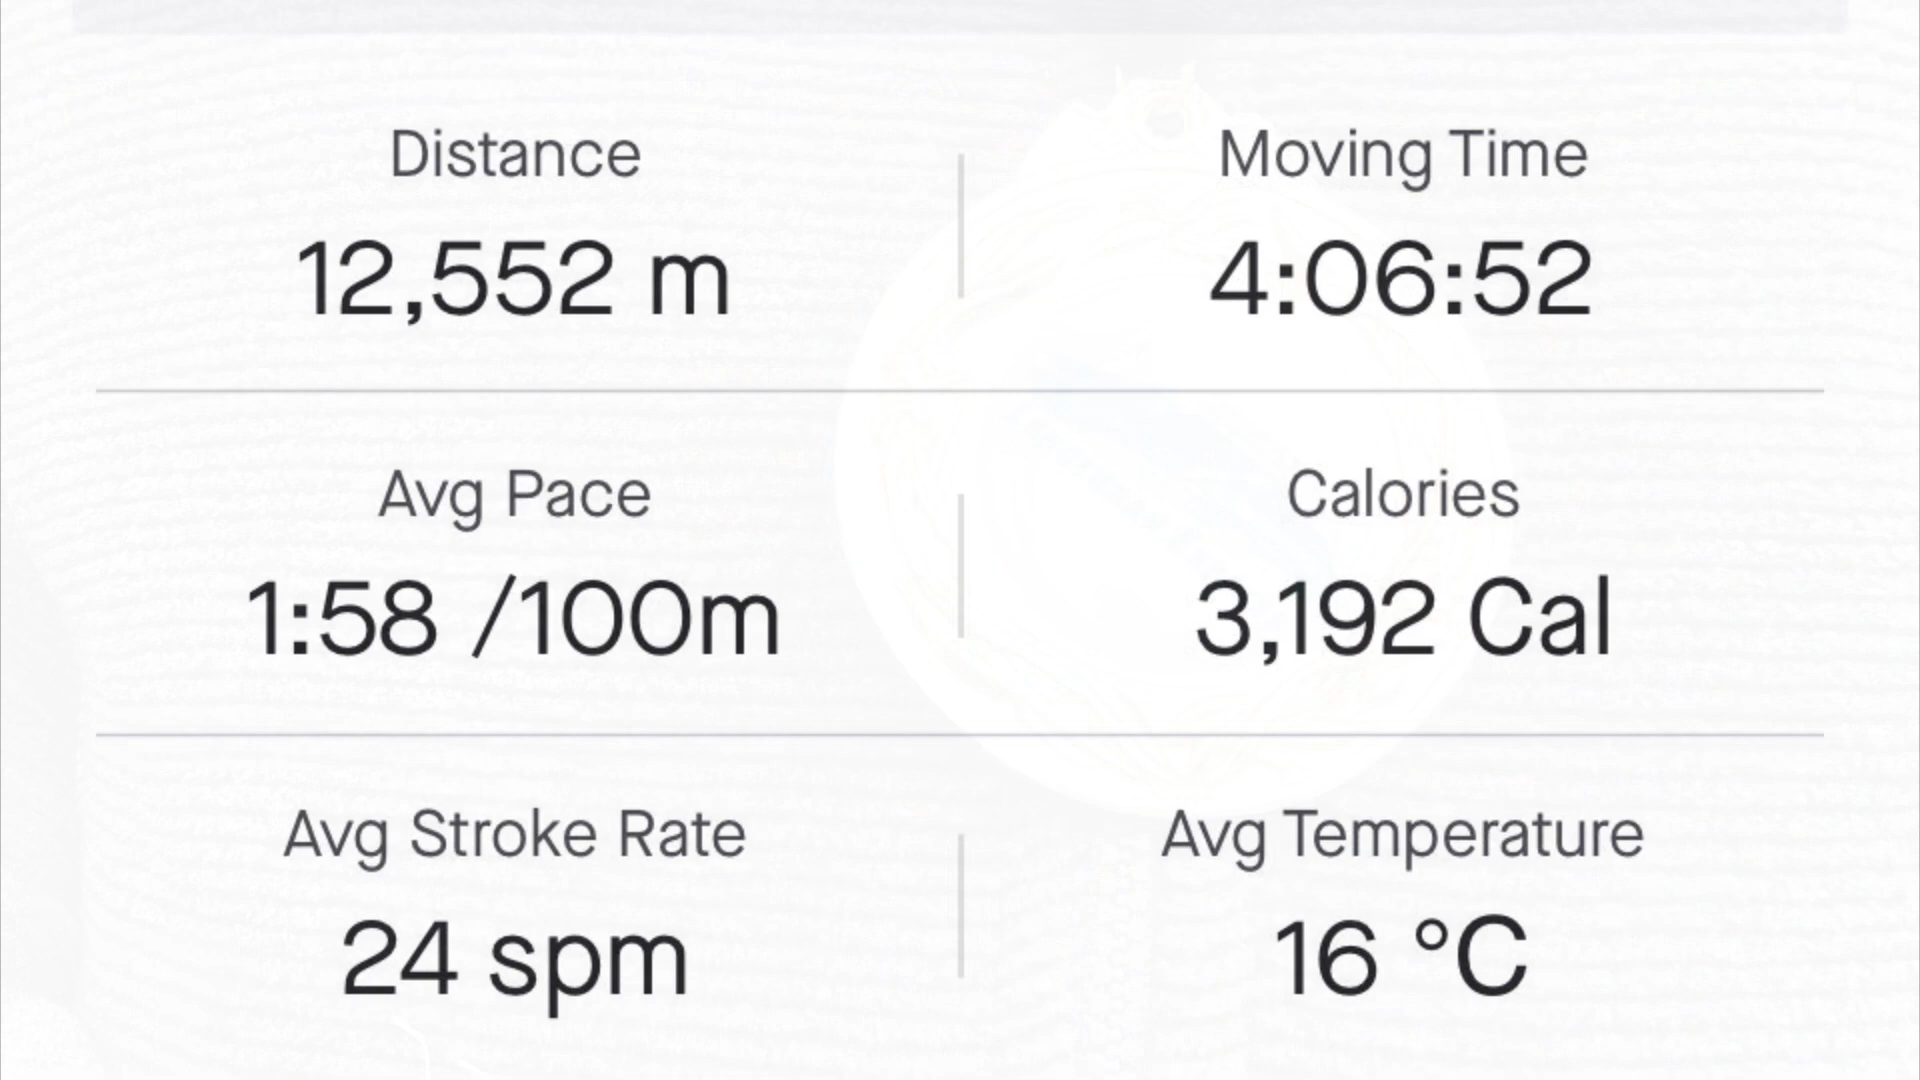 Distance
Moving Time
12,552 m
4:06:52
Avg Pace
Calories
1:58 /100m
3,192 Cal
Avg Stroke Rate
Avg Temperature
24 spm
16 °C